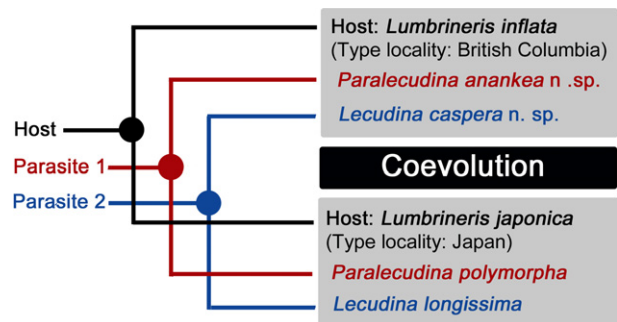 Host: Lumbrineris inflata
(Type locality: British Columbia)
Paralecudina anankea n .sp.
Lecudina caspera n. sp.
Host
Parasite 1
Parasite 2
Coevolution
Host: Lumbrineris japonica
(Type locality: Japan)
Paralecudina polymorpha
Lecudina longissima